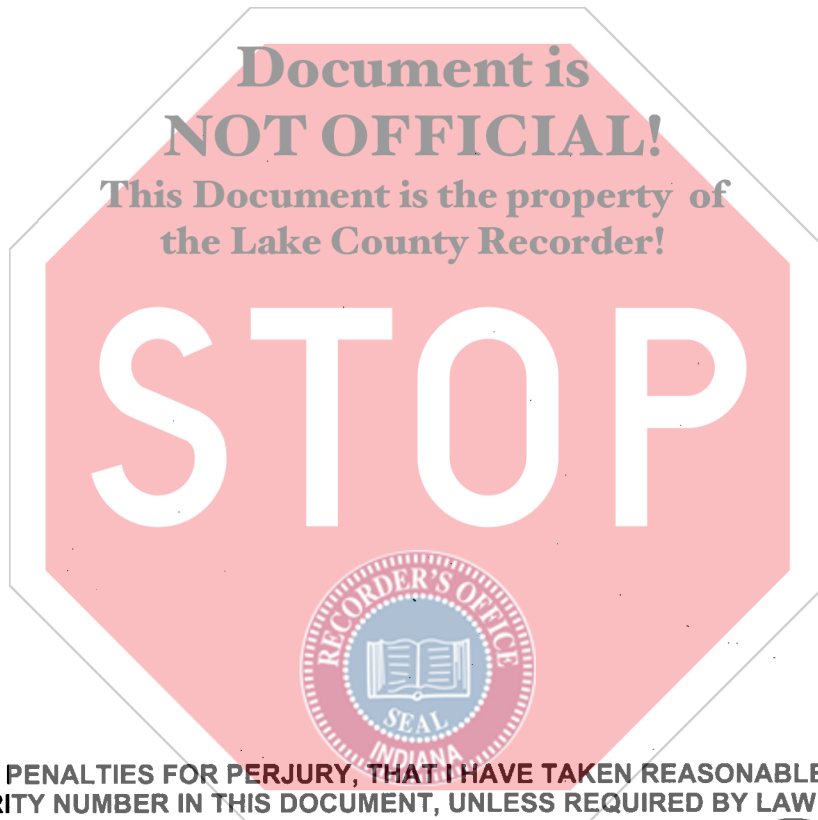 Document is
NOT OFFICIAL!
This Document is the property of
the Lake County Recorder!
STOP
RECORDER'S OFFICE
SEAL
INDIANA
PENALTIES FOR PERJURY, THAT I HAVE TAKEN REASONABLE
RITY NUMBER IN THIS DOCUMENT, UNLESS REQUIRED BY LAW